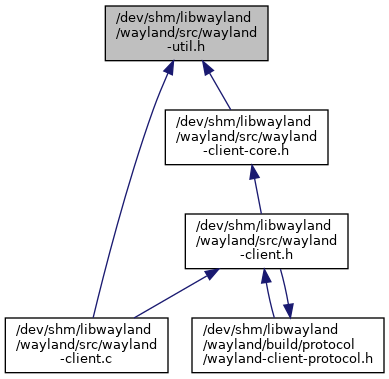 /dev/shm/libwayland
/wayland/src/wayland
-util.h
/dev/shm/libwayland
/wayland/src/wayland
-client-core.h
/dev/shm/libwayland
/wayland/src/wayland
-client.h
/dev/shm/libwayland
/wayland/src/wayland
-client.c
/dev/shm/libwayland
/wayland/build/protocol
/wayland-client-protocol.h